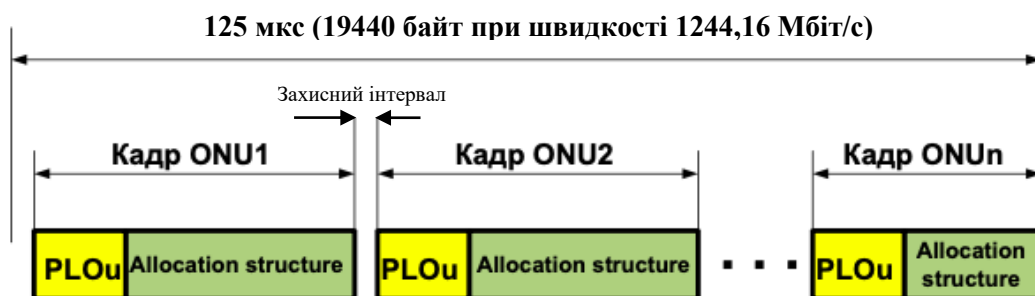 125 мкс (19440 байт при швидкості 1244,16 Мбіт/с)
Захисний інтервал
Кадр ONU1
Кадр ONU2
Кадр ONUn
PLOu
Allocation structure
PLOu
Allocation structure
PLOu
Allocation
structure